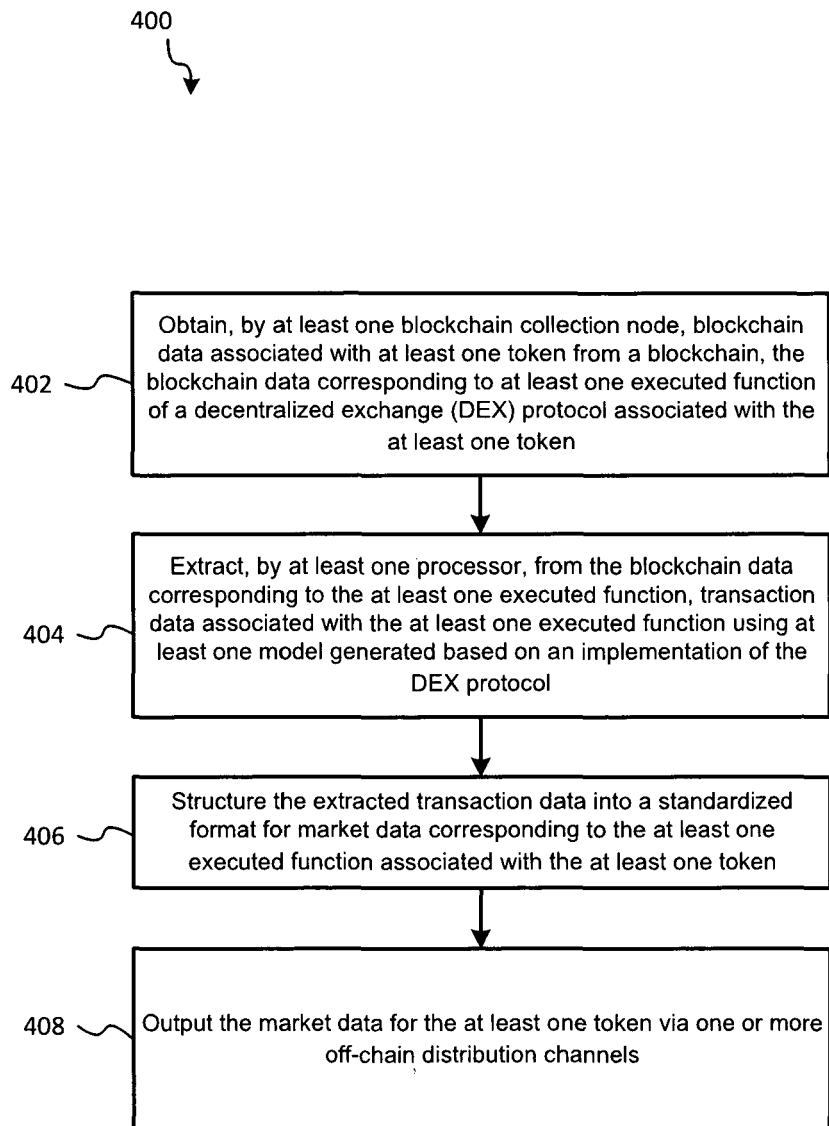 400
Obtain, by at least one blockchain collection node, blockchain
data associated with at least one token from a blockchain, the
blockchain data corresponding to at least one executed function
of a decentralized exchange (DEX) protocol associated with the
at least one token
402
Extract, by at least one processor, from the blockchain data
corresponding to the at least one executed function, transaction
data associated with the at least one executed function using at
least one model generated based on an implementation of the
DEX protocol
404
Structure the extracted transaction data into a standardized
format for market data corresponding to the at least one
executed function associated with the at least one token
406
Output the market data for the at least one token via one or more
off-chain distribution channels
408